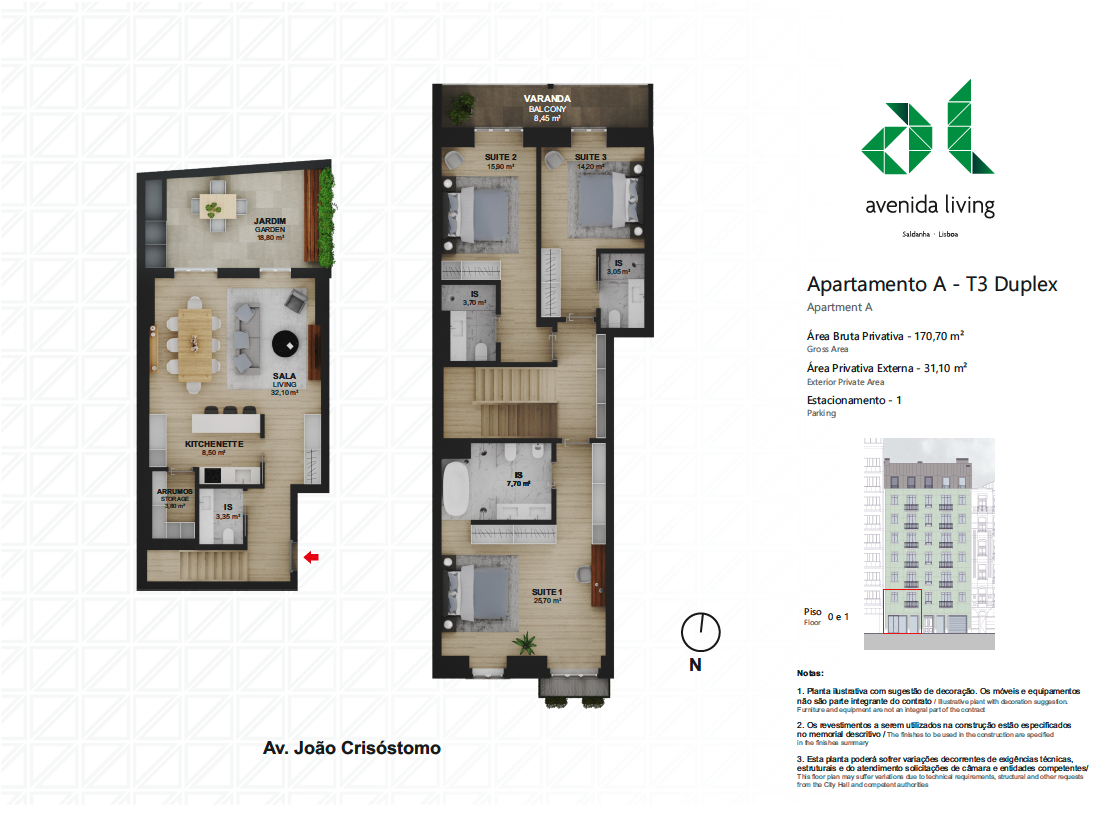 VARANDA
BALCONY
8,45 m²
SUITE 2
15,90 m²
SUITE 3
14,20 m²
IS
3,05 m²
IS
3,70 m²
JARDIM
GARDEN
18,80 m²
SALA
LIVING
32,10 m²
KITCHENETTE
8,50 m²
ARRUMOS
STORAGE
3,80 m²
IS
3,35 m²
IS
7,70 m²
SUITE 1
25,70 m²
N
Av. João Crisóstomo
al
avenida living
Saldanha · Lisboa
Apartamento A - T3 Duplex
Apartment A
Área Bruta Privativa - 170,70 m²
Gross Area
Área Privativa Externa - 31,10 m²
Exterior Private Area
Estacionamento - 1
Parking
Piso 0 e 1
Floor
Notas:
1. Planta ilustrativa com sugestão de decoração. Os móveis e equipamentos
não são parte integrante do contrato / Illustrative plant with decoration suggestion.
Furniture and equipment are not an integral part of the contract
2. Os revestimentos a serem utilizados na construção estão especificados
no memorial descritivo / The finishes to be used in the construction are specified
in the finishes summary
3. Esta planta poderá sofrer variações decorrentes de exigências técnicas,
estruturais e do atendimento solicitações de câmara e entidades competentes/
This floor plan may suffer variations due to technical requirements, structural and other requests
from the City Hall and competent authorities